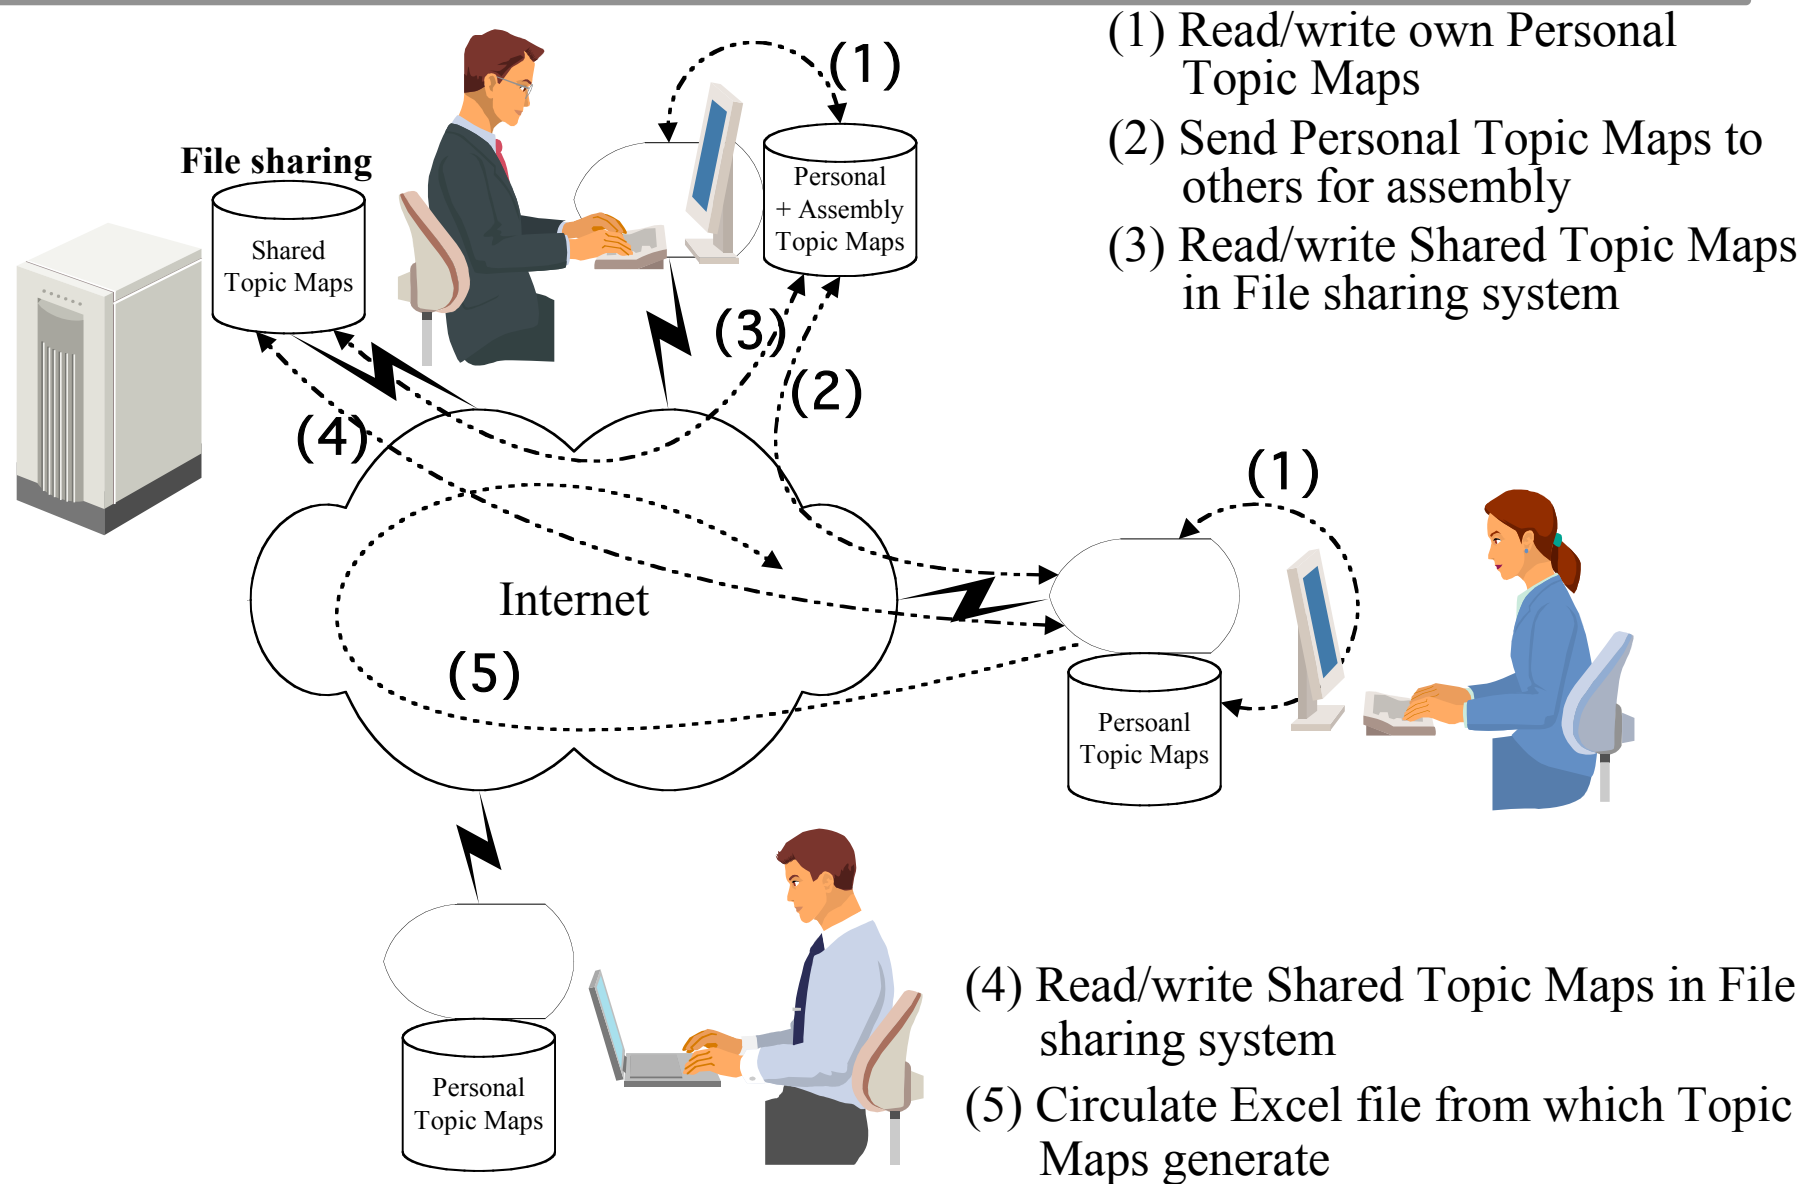 (1) Read/write own Personal
Topic Maps
(2) Send Personal Topic Maps to
others for assembly
(3) Read/write Shared Topic Maps
in File sharing system
(1)
File sharing
Shared
Topic Maps
Personal
+ Assembly
Topic Maps
(3)
(2)
(4)
(1)
Internet
(5)
Persoanl
Topic Maps
Personal
Topic Maps
(4) Read/write Shared Topic Maps in File
sharing system
(5) Circulate Excel file from which Topic
Maps generate